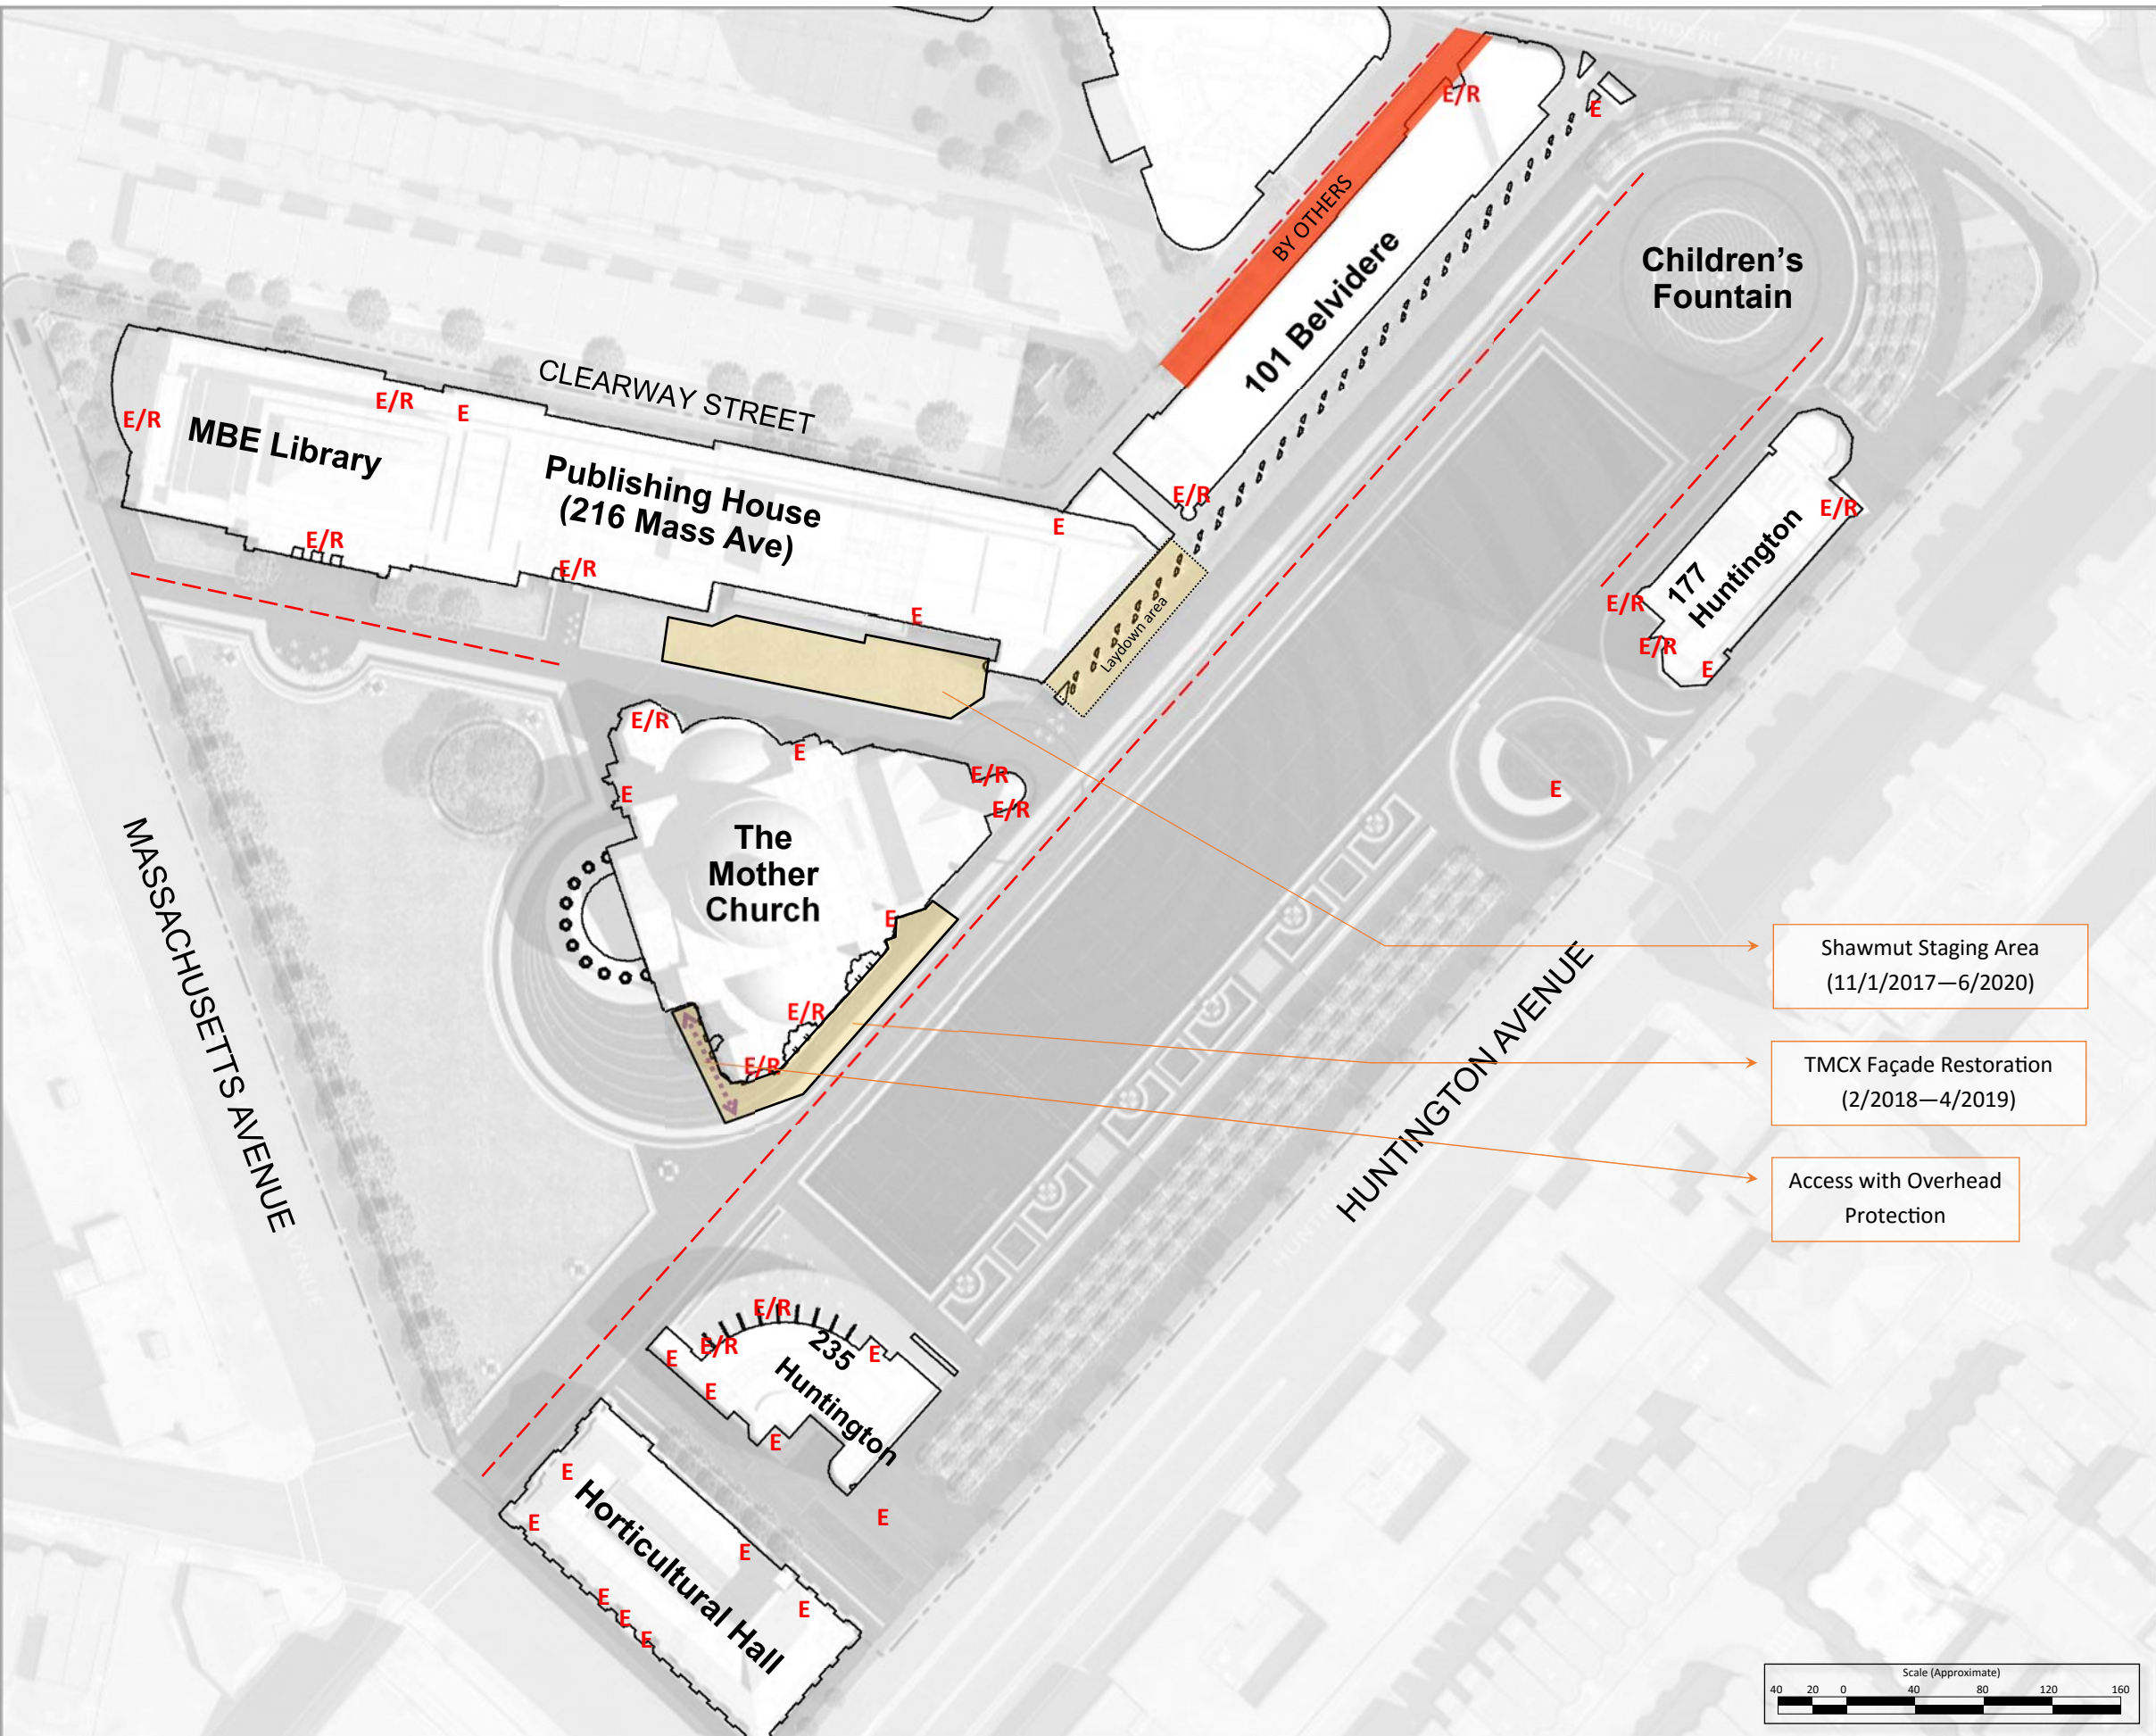 BELVIDERE STREET
E/R
E
BY OTHERS
101 Belvidere
Children's
Fountain
CLEARWAY STREET
E/R
E/R
E
MBE Library
Publishing House
(216 Mass Ave)
E/R
E
E/R
E/R
177
Huntington
E/R
E/R
E
E/R
E/R
E
Laydown area
E/R
E
E/R
E/R
E
E
The
Mother
Church
E
E/R
E/R
MASSACHUSETTS AVENUE
AVENUE
HUNTINGTON AVENUE
Shawmut Staging Area
(11/1/2017—6/2020)
TMCX Façade Restoration
(2/2018—4/2019)
Access with Overhead
Protection
E/R
E/R
E
E
E
E
235
Huntington
E
E
E
Horticultural Hall
E
E
E
E
E
Scale (Approximate)
40 20 0 40 80 120 160